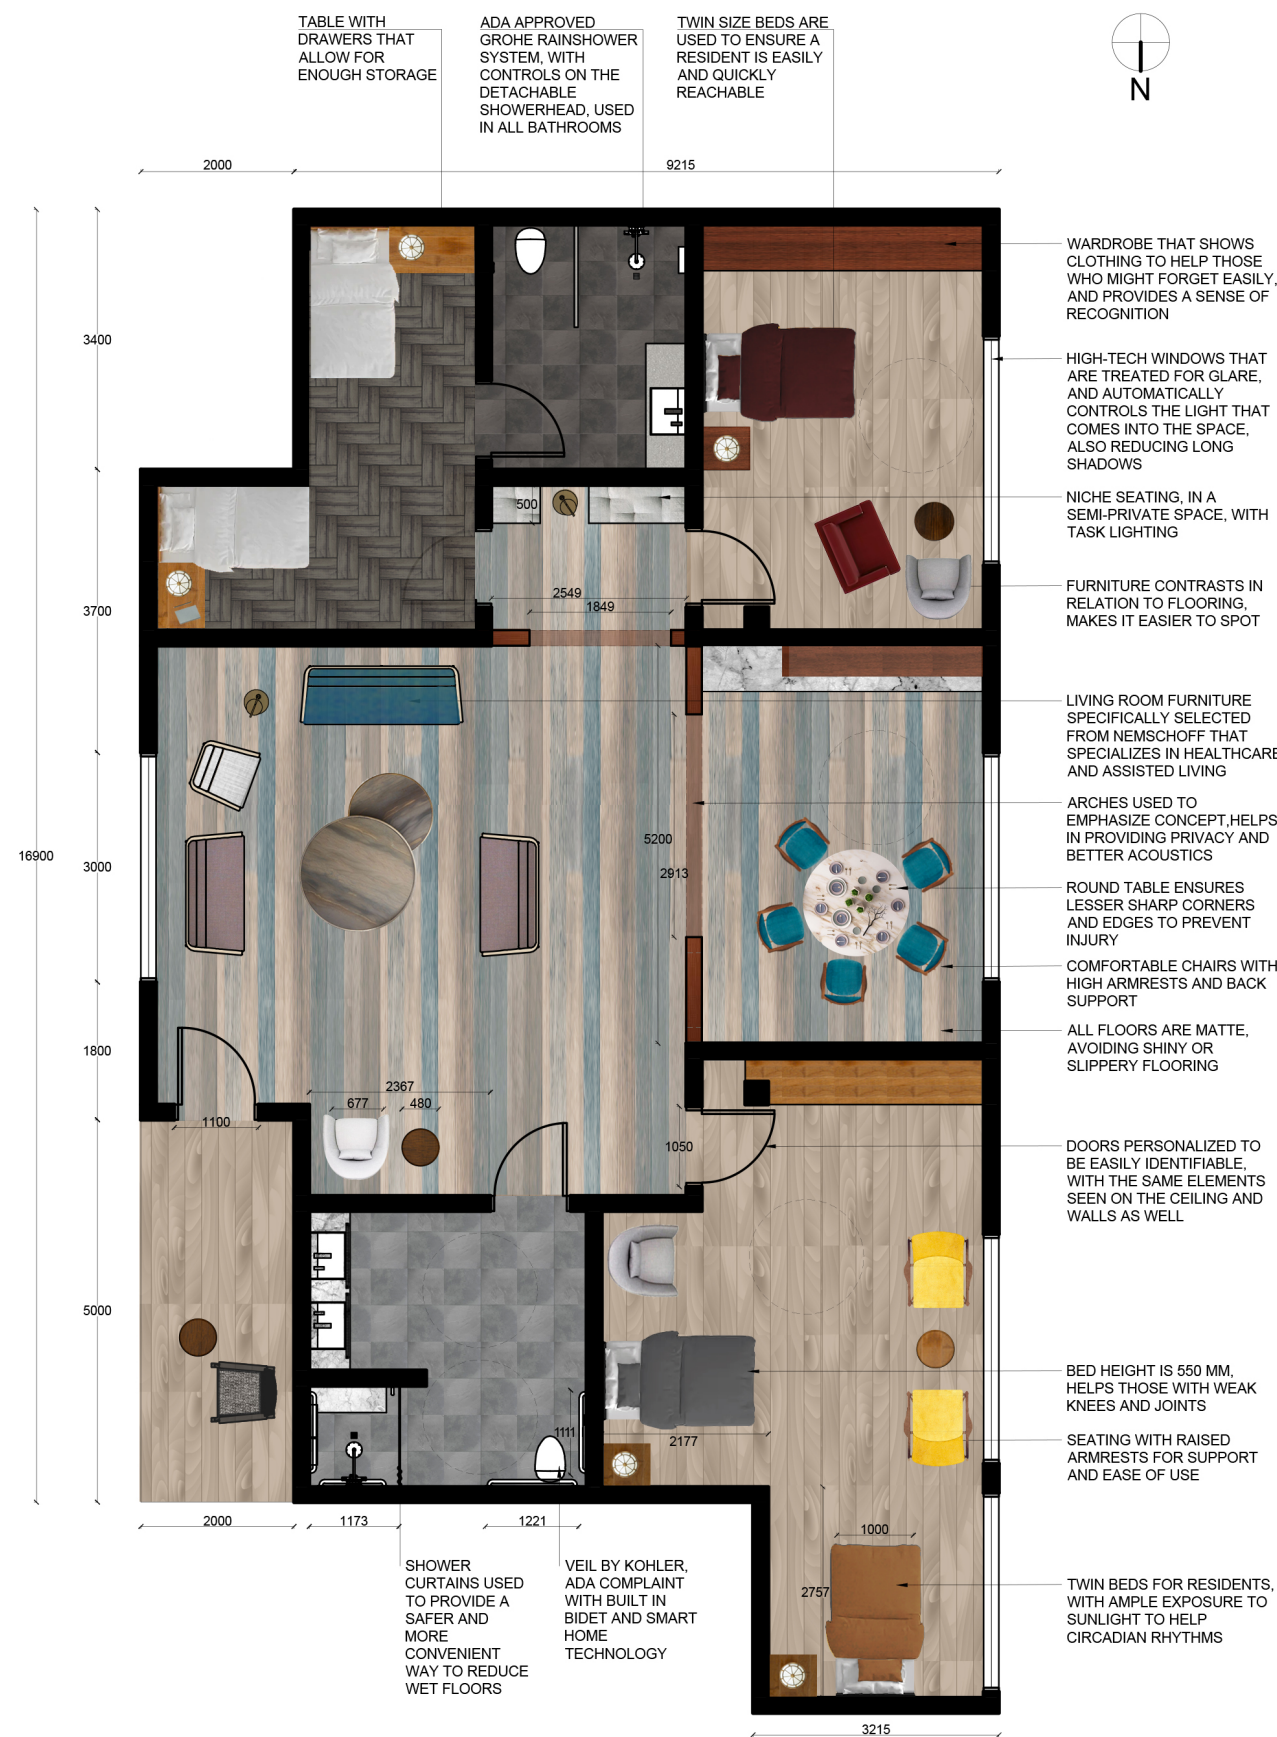 TABLE WITH
DRAWERS THAT
ALLOW FOR
ENOUGH STORAGE
ADA APPROVED
GROHE RAINSHOWER
SYSTEM, WITH
CONTROLS ON THE
DETACHABLE
SHOWERHEAD, USED
IN ALL BATHROOMS
TWIN SIZE BEDS ARE
USED TO ENSURE A
RESIDENT IS EASILY
AND QUICKLY
REACHABLE
N
2000
9215
WARDROBE THAT SHOWS
CLOTHING TO HELP THOSE
WHO MIGHT FORGET EASILY,
AND PROVIDES A SENSE OF
RECOGNITION
3400
HIGH-TECH WINDOWS THAT
ARE TREATED FOR GLARE,
AND AUTOMATICALLY
CONTROLS THE LIGHT THAT
COMES INTO THE SPACE,
ALSO REDUCING LONG
SHADOWS
500
NICHE SEATING, IN A
SEMI-PRIVATE SPACE, WITH
TASK LIGHTING
2549
1849
3700
FURNITURE CONTRASTS IN
RELATION TO FLOORING,
MAKES IT EASIER TO SPOT
LIVING ROOM FURNITURE
SPECIFICALLY SELECTED
FROM NEMSCHOFF THAT
SPECIALIZES IN HEALTHCARE
AND ASSISTED LIVING
ARCHES USED TO
EMPHASIZE CONCEPT,HELPS
IN PROVIDING PRIVACY AND
BETTER ACOUSTICS
5200
16900
3000
2913
ROUND TABLE ENSURES
LESSER SHARP CORNERS
AND EDGES TO PREVENT
INJURY
COMFORTABLE CHAIRS WITH
HIGH ARMRESTS AND BACK
SUPPORT
1800
ALL FLOORS ARE MATTE,
AVOIDING SHINY OR
SLIPPERY FLOORING
2367
677
480
1100
1050
DOORS PERSONALIZED TO
BE EASILY IDENTIFIABLE,
WITH THE SAME ELEMENTS
SEEN ON THE CEILING AND
WALLS AS WELL
5000
BED HEIGHT IS 550 MM,
HELPS THOSE WITH WEAK
KNEES AND JOINTS
1111
2177
SEATING WITH RAISED
ARMRESTS FOR SUPPORT
AND EASE OF USE
2000
1173
1221
1000
2757
SHOWER
CURTAINS USED
TO PROVIDE A
SAFER AND
MORE
CONVENIENT
WAY TO REDUCE
WET FLOORS
VEIL BY KOHLER,
ADA COMPLAINT
WITH BUILT IN
BIDET AND SMART
HOME
TECHNOLOGY
TWIN BEDS FOR RESIDENTS,
WITH AMPLE EXPOSURE TO
SUNLIGHT TO HELP
CIRCADIAN RHYTHMS
3215